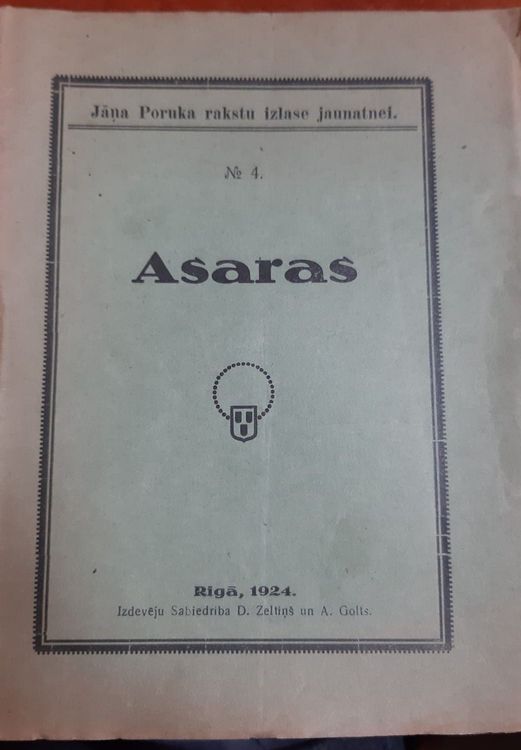 Jāņa Poruka rakstu izlase jaunatnei.
№ 4.
Asaras
Rīgā, 1924.
Izdevēju Sabiedrība D. Zeltiņš un A. Golts.